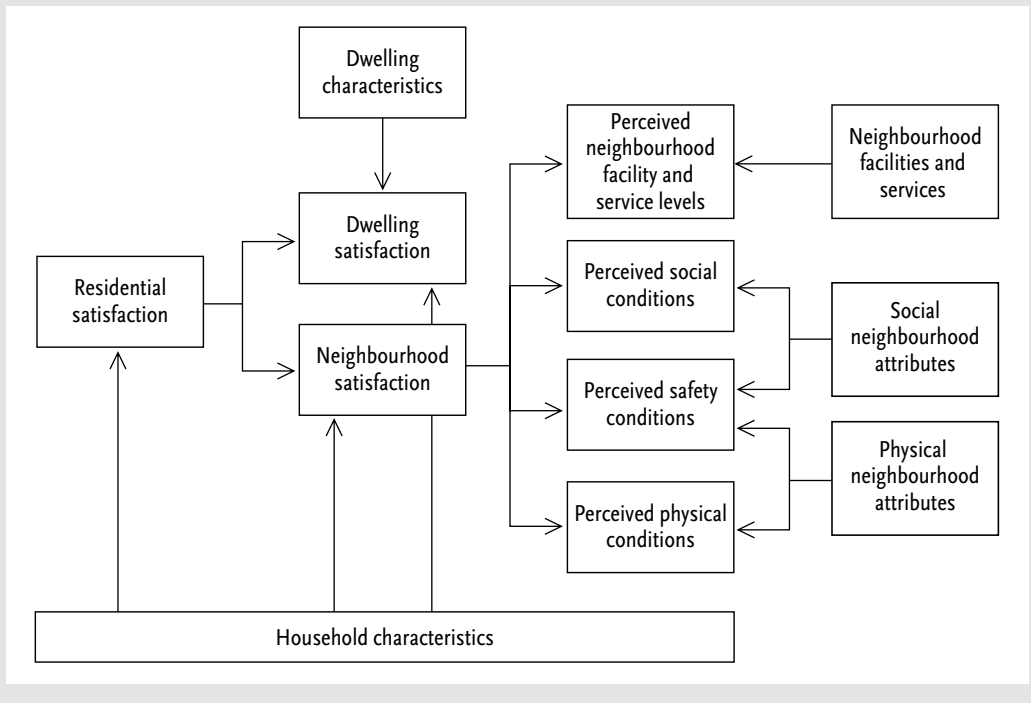 Dwelling
characteristics
Dwelling
satisfaction
Residential
satisfaction
Neighbourhood
satisfaction
Perceived
neighbourhood
facility and
service levels
Neighbourhood
facilities and
services
Perceived social
conditions
Social
neighbourhood
attributes
Perceived safety
conditions
Physical
neighbourhood
attributes
Perceived physical
conditions
Household characteristics